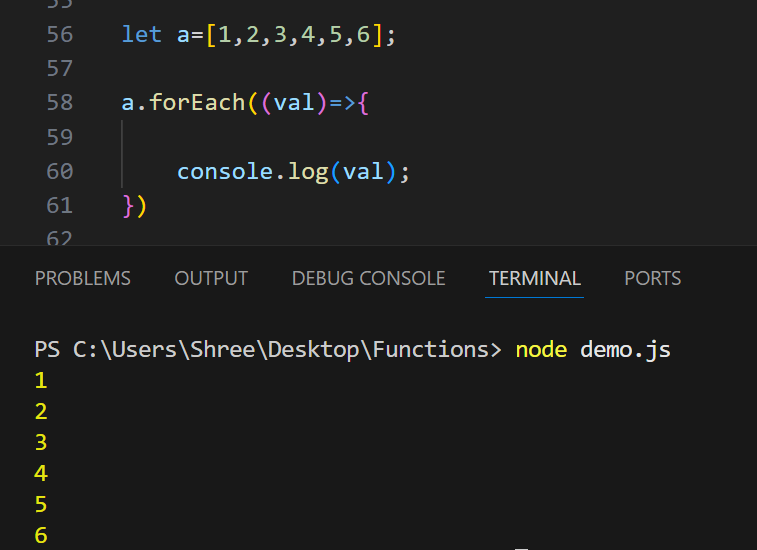 55
56 let a=[1,2,3,4,5,6];
57
58 a.forEach((val)=>{
59
60 console.log(val);
61 })
62
PROBLEMS OUTPUT DEBUG CONSOLE TERMINAL PORTS
PS C:\Users\Shree\Desktop\Functions> node demo.js
1
2
3
4
5
6